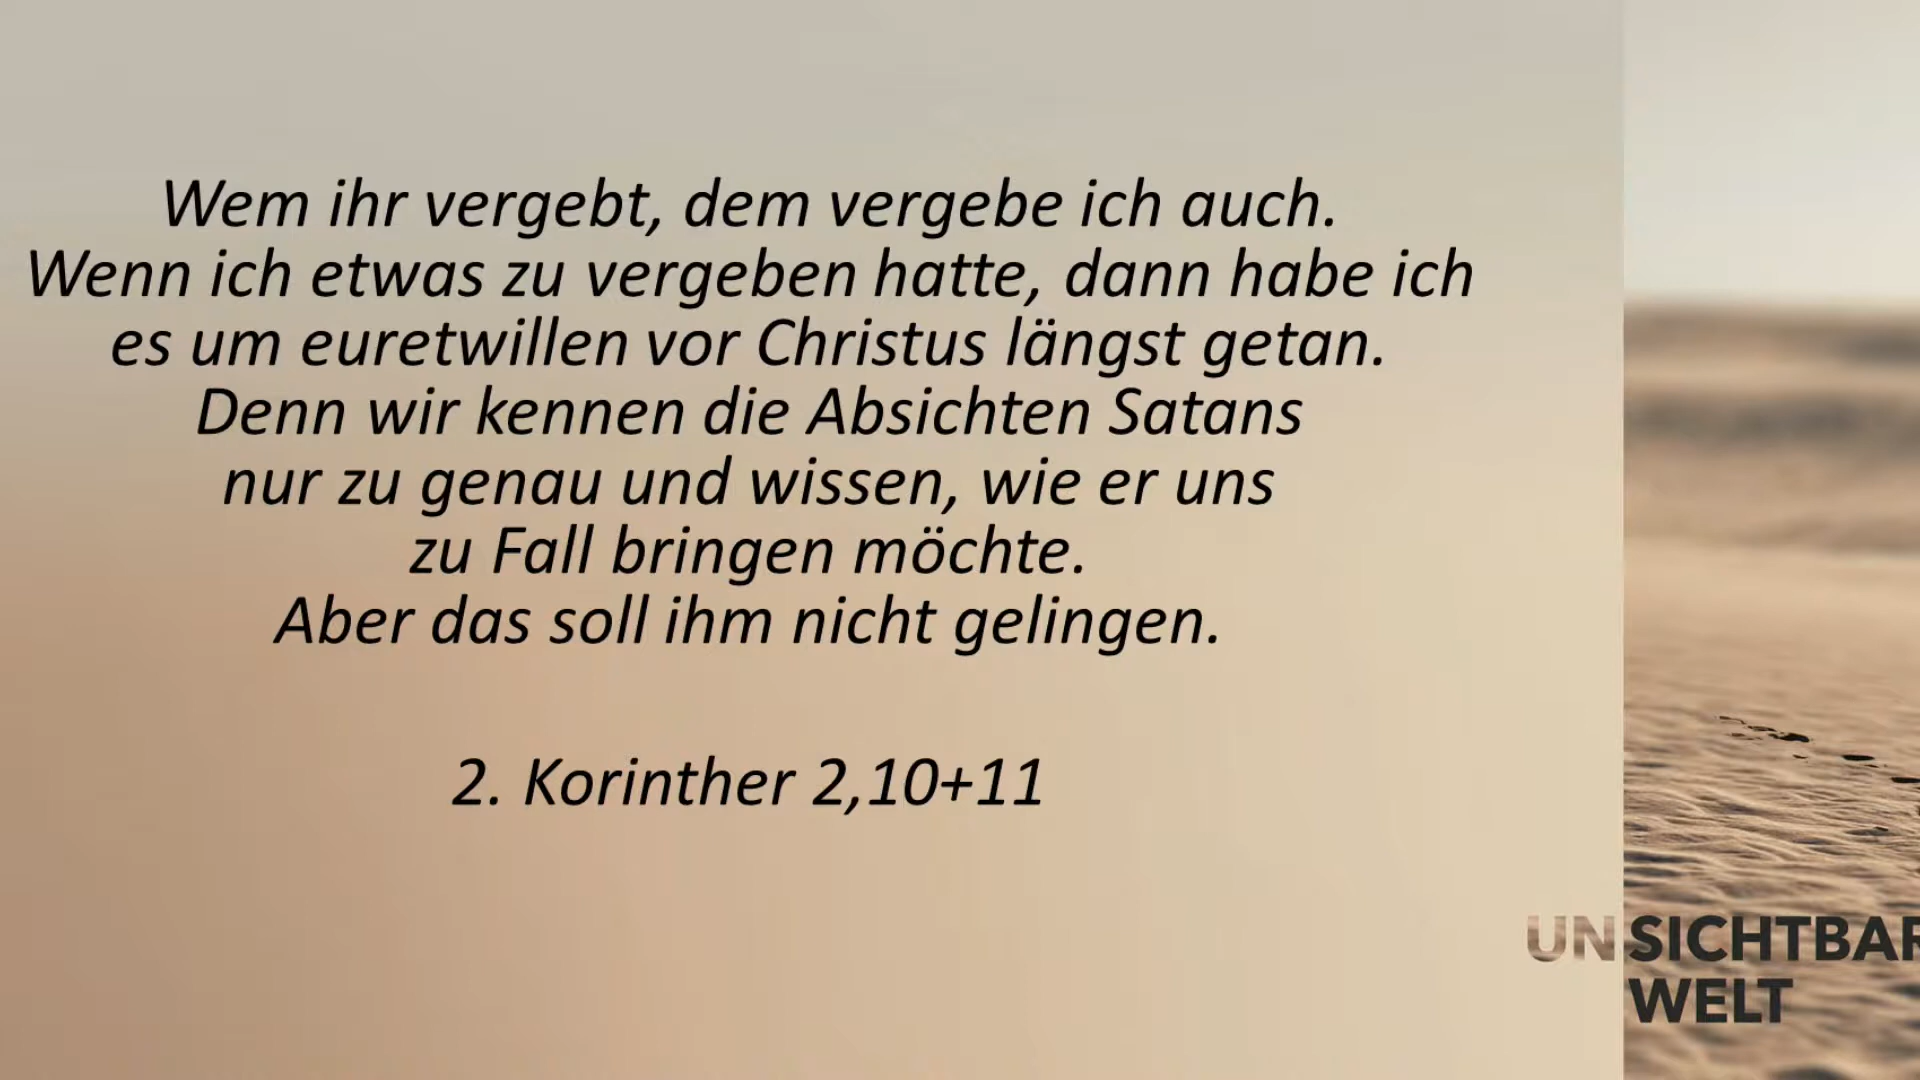 Wem ihr vergebt, dem vergebe ich auch.
Wenn ich etwas zu vergeben hatte, dann habe ich
es um euretwillen vor Christus längst getan.
Denn wir kennen die Absichten Satans
nur zu genau und wissen, wie er uns
zu Fall bringen möchte.
Aber das soll ihm nicht gelingen.
2. Korinther 2,10+11
UNSICHTBAR
WELT